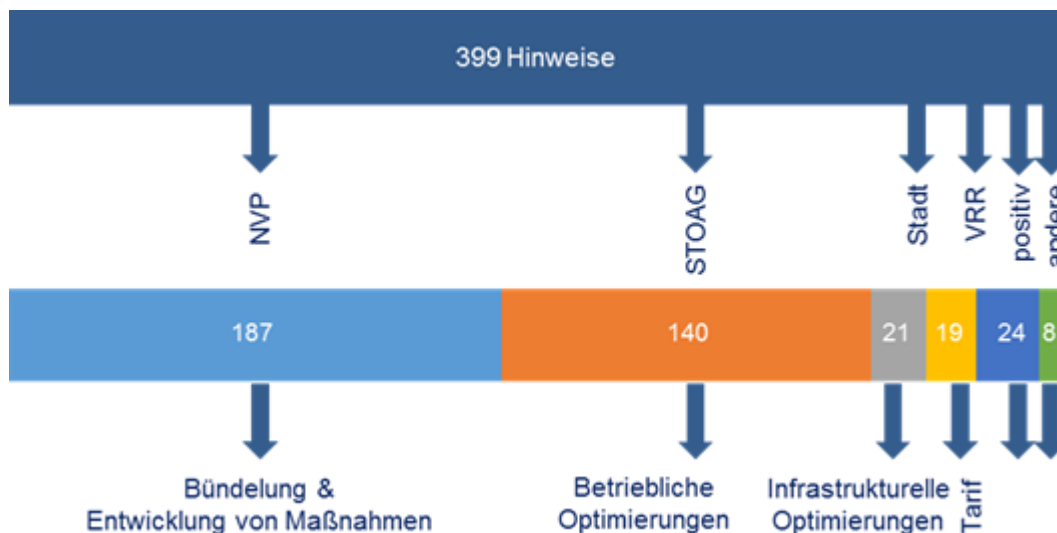 399 Hinweise
NVP
STOAG
Stadt
VRR
positiv
andere
187
140
21
19
24
8
Bündelung &
Entwicklung von Maßnahmen
Betriebliche
Optimierungen
Infrastrukturelle
Optimierungen
Tarif